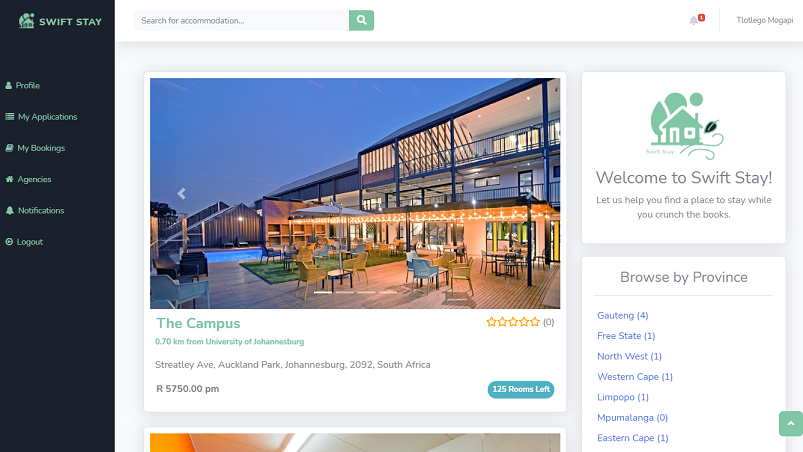 SWIFT STAY
Search for accommodation...
1
Tlotlego Mogapi
Profile
My Applications
My Bookings
Agencies
Notifications
Logout
The Campus
(0)
0.70 km from University of Johannesburg
Streatley Ave, Auckland Park, Johannesburg, 2092, South Africa
R 5750.00 pm
125 Rooms Left
Swift Stay
Welcome to Swift Stay!
Let us help you find a place to stay while
you crunch the books.
Browse by Province
Gauteng (4)
Free State (1)
North West (1)
Western Cape (1)
Limpopo (1)
Mpumalanga (0)
Eastern Cape (1)